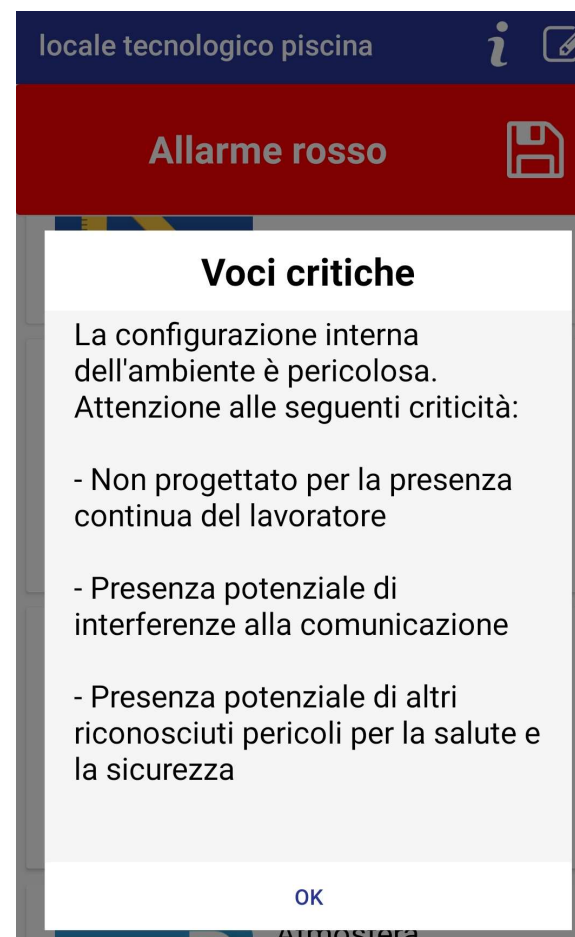 locale tecnologico piscina
Allarme rosso
Voci critiche
La configurazione interna
dell'ambiente è pericolosa.
Attenzione alle seguenti criticità:
- Non progettato per la presenza
continua del lavoratore
- Presenza potenziale di
interferenze alla comunicazione
- Presenza potenziale di altri
riconosciuti pericoli per la salute e
la sicurezza
OK
Atmosfera